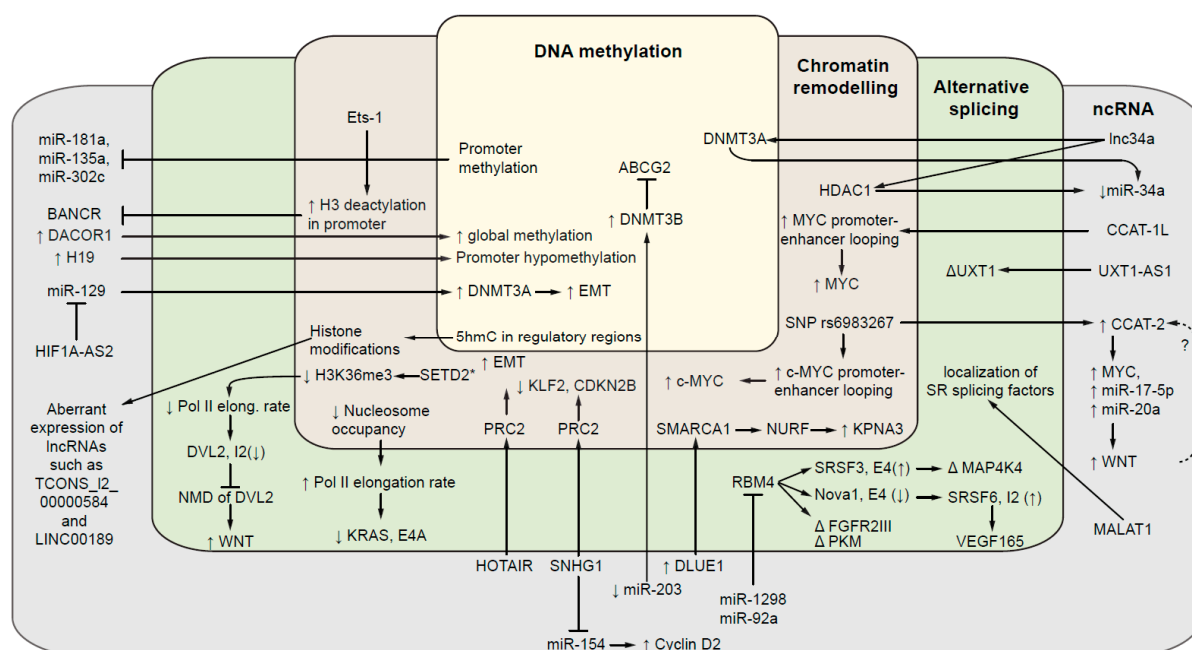 DNA methylation
Chromatin
remodelling
Alternative
splicing
ncRNA
miR-181a,
miR-135a,
miR-302c
BANCR
↑ DACOR1
↑ H19
miR-129
HIF1A-AS2
Aberrant
expression of
lncRNAs
such as
TCONS_I2_
00000584
and
LINC00189
Ets-1
↑ H3 deactylation
in promoter
Promoter
methylation
↑ global methylation
Promoter hypomethylation
↑ DNMT3A
↑ EMT
5hmC in regulatory regions
Histone
modifications
↑ EMT
↓ H3K36me3
SETD2*
↓ Pol II elong. rate
DVL2, I2(↓)
NMD of DVL2
↑ WNT
↓ Nucleosome
occupancy
↑ Pol II elongation rate
↓ KRAS, E4A
↓ KLF2, CDKN2B
PRC2
PRC2
HOTAIR
SNHG1
miR-154
↑ Cyclin D2
ABCG2
↑ DNMT3B
↓ miR-203
DNMT3A
HDAC1
↑ MYC promoter-
enhancer looping
↑ MYC
SNP rs6983267
↑ c-MYC promoter-
enhancer looping
↑ c-MYC
SMARCA1
NURF
↑ KPNA3
↑ DLUE1
RBM4
SRSF3, E4(↑)
Δ MAP4K4
Nova1, E4 (↓)
SRSF6, I2 (↑)
Δ FGFR2III
Δ PKM
VEGF165
miR-1298
miR-92a
lnc34a
↓miR-34a
CCAT-1L
ΔUXT1
UXT1-AS1
↑ CCAT-2
?
↑ MYC,
↑ miR-17-5p
↑ miR-20a
↑ WNT
localization of
SR splicing factors
MALAT1